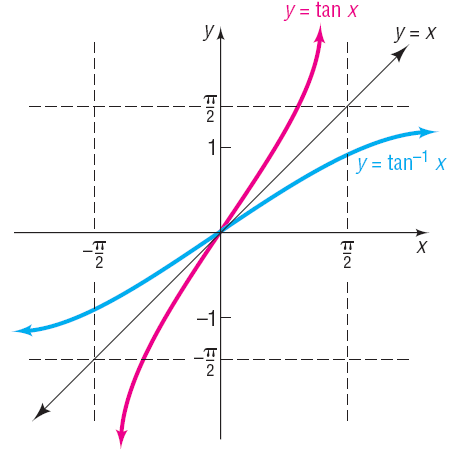 y = tan x
y
y = x
π/2
1
y = tan⁻¹ x
−π/2
π/2
x
−1
−π/2